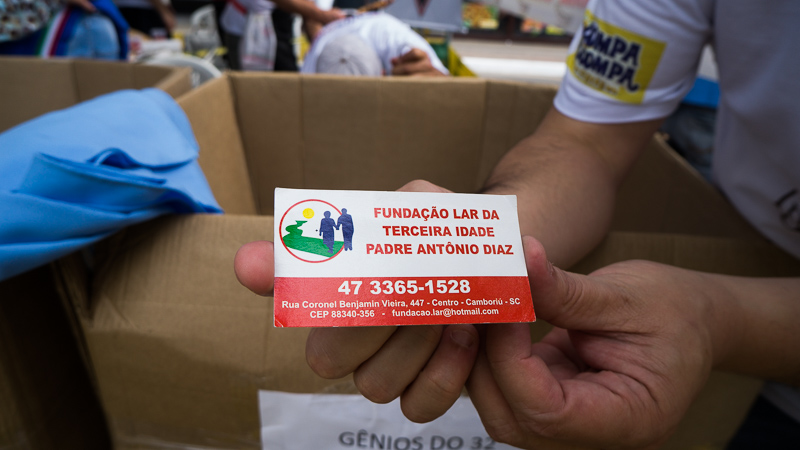 COMPA
COMPA
FUNDAÇÃO LAR DA
TERCEIRA IDADE
PADRE ANTÔNIO DIAZ
47 3365-1528
Rua Coronel Benjamin Vieira, 447 - Centro - Camboriú - SC
CEP 88340-356 - fundacao.lar@hotmail.com
GÊNIOS DO 32